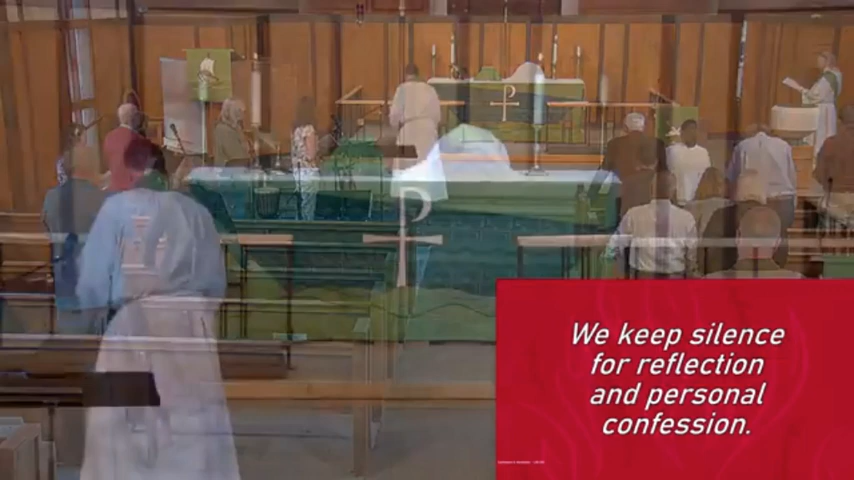 We keep silence
for reflection
and personal
confession.